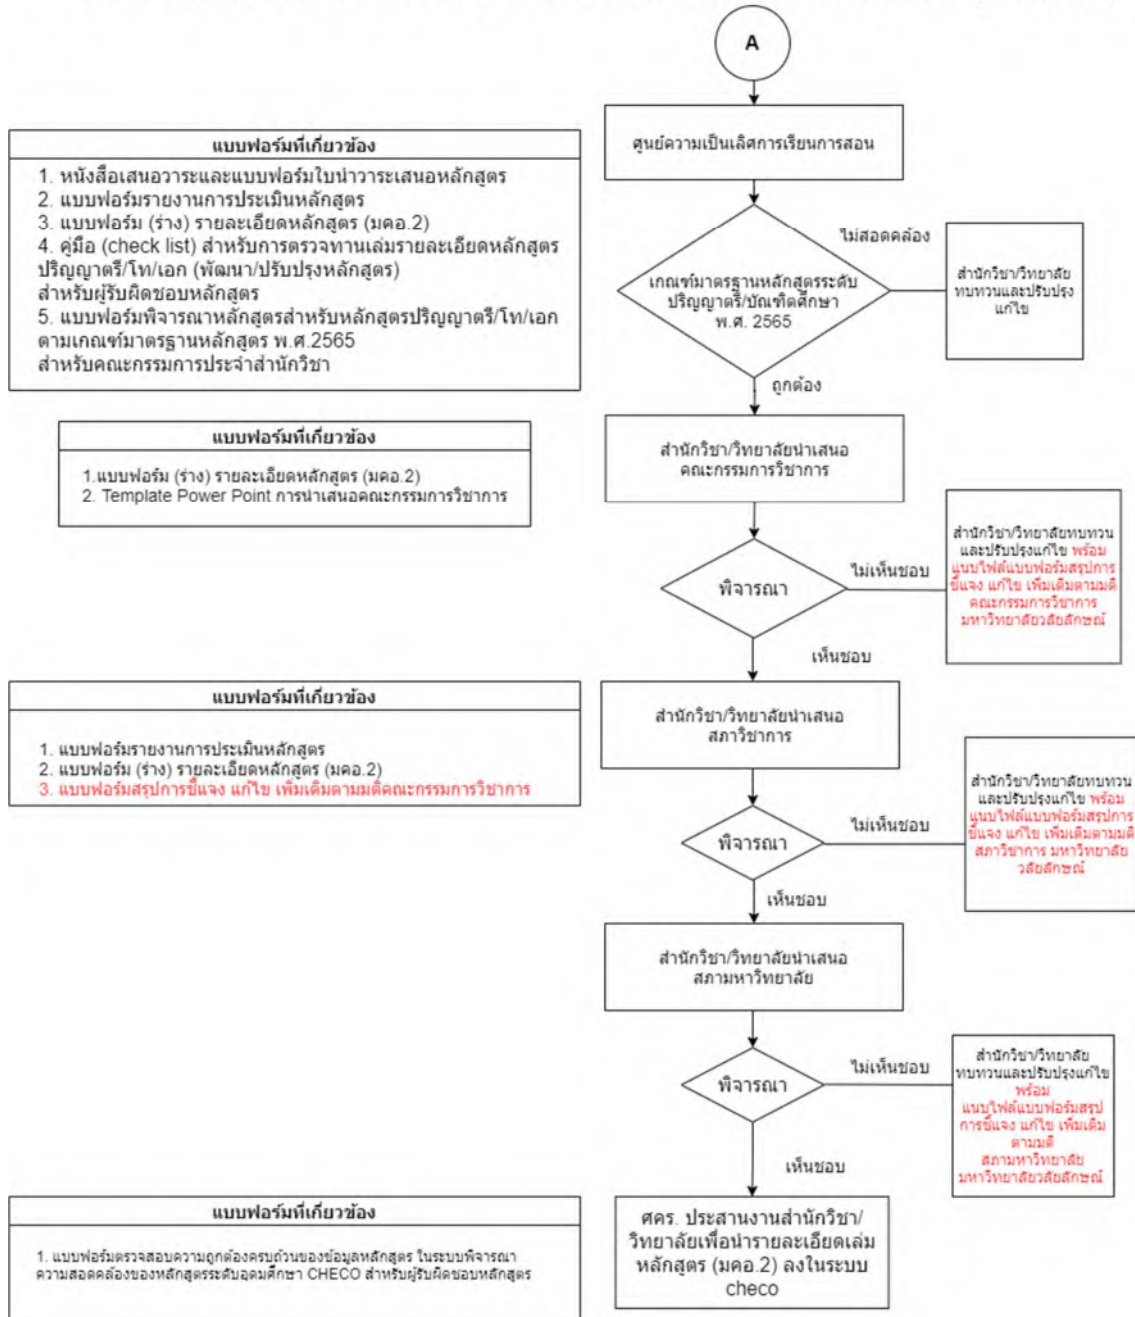 A
ศูนย์ความเป็นเลิศการเรียนการสอน
แบบฟอร์มที่เกี่ยวข้อง
1. หนังสือเสนอวาระและแบบฟอร์มใบนำวาระเสนอหลักสูตร
2. แบบฟอร์มรายงานการประเมินหลักสูตร
3. แบบฟอร์ม (ร่าง) รายละเอียดหลักสูตร (มคอ.2)
4. คู่มือ (check list) สำหรับการตรวจทานเล่มรายละเอียดหลักสูตร
ปริญญาตรี/โท/เอก (พัฒนา/ปรับปรุงหลักสูตร)
สำหรับผู้รับผิดชอบหลักสูตร
5. แบบฟอร์มพิจารณาหลักสูตรสำหรับหลักสูตรปริญญาตรี/โท/เอก
ตามเกณฑ์มาตรฐานหลักสูตร พ.ศ.2565
สำหรับคณะกรรมการประจำสำนักวิชา
เกณฑ์มาตรฐานหลักสูตรระดับ
ปริญญาตรี/บัณฑิตศึกษา
พ.ศ. 2565
ไม่สอดคล้อง
สำนักวิชา/วิทยาลัย
ทบทวนและปรับปรุง
แก้ไข
ถูกต้อง
แบบฟอร์มที่เกี่ยวข้อง
1.แบบฟอร์ม (ร่าง) รายละเอียดหลักสูตร (มคอ.2)
2. Template Power Point การนำเสนอคณะกรรมการวิชาการ
สำนักวิชา/วิทยาลัยนำเสนอ
คณะกรรมการวิชาการ
พิจารณา
ไม่เห็นชอบ
สำนักวิชา/วิทยาลัยทบทวน
และปรับปรุงแก้ไข พร้อม
แนบไฟล์แบบฟอร์มสรุปการ
ชี้แจง แก้ไข เพิ่มเติมตามมติ
คณะกรรมการวิชาการ
มหาวิทยาลัยวลัยลักษณ์
เห็นชอบ
แบบฟอร์มที่เกี่ยวข้อง
1. แบบฟอร์มรายงานการประเมินหลักสูตร
2. แบบฟอร์ม (ร่าง) รายละเอียดหลักสูตร (มคอ.2)
3. แบบฟอร์มสรุปการชี้แจง แก้ไข เพิ่มเติมตามมติคณะกรรมการวิชาการ
สำนักวิชา/วิทยาลัยนำเสนอ
สภาวิชาการ
พิจารณา
ไม่เห็นชอบ
สำนักวิชา/วิทยาลัยทบทวน
และปรับปรุงแก้ไข พร้อม
แนบไฟล์แบบฟอร์มสรุปการ
ชี้แจง แก้ไข เพิ่มเติมตามมติ
สภาวิชาการ มหาวิทยาลัย
วลัยลักษณ์
เห็นชอบ
สำนักวิชา/วิทยาลัยนำเสนอ
สภามหาวิทยาลัย
พิจารณา
ไม่เห็นชอบ
สำนักวิชา/วิทยาลัย
ทบทวนและปรับปรุงแก้ไข
พร้อม
แนบไฟล์แบบฟอร์มสรุป
การชี้แจง แก้ไข เพิ่มเติม
ตามมติ
สภามหาวิทยาลัย
มหาวิทยาลัยวลัยลักษณ์
เห็นชอบ
แบบฟอร์มที่เกี่ยวข้อง
1. แบบฟอร์มตรวจสอบความถูกต้องครบถ้วนของข้อมูลหลักสูตร ในระบบพิจารณา
ความสอดคล้องของหลักสูตรระดับอุดมศึกษา CHECO สำหรับผู้รับผิดชอบหลักสูตร
ศคร. ประสานงานสำนักวิชา/
วิทยาลัยเพื่อนำรายละเอียดเล่ม
หลักสูตร (มคอ.2) ลงในระบบ
checo